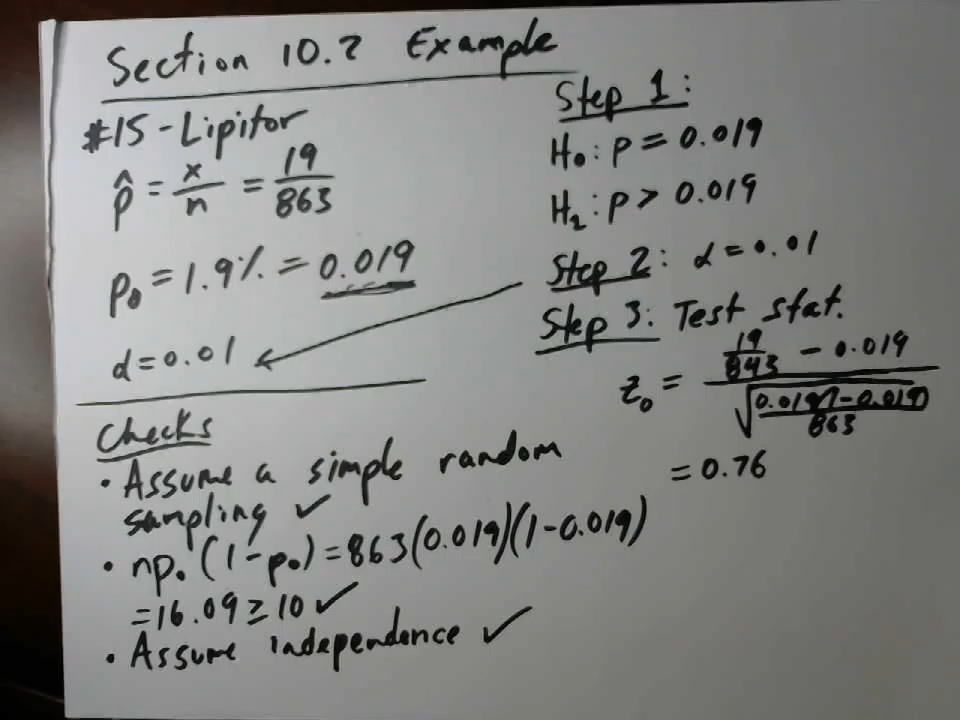 Section 10.2 Example
#15 - Lipitor
p̂ = x/n = 19/863
p₀ = 1.9% = 0.019
α = 0.01
Checks
• Assume a simple random
sampling ✓
• np₀ (1 - p₀) = 863(0.019)(1 - 0.019)
= 16.09 ≥ 10 ✓
• Assume independence ✓
Step 1:
H₀: p = 0.019
H₁: p > 0.019
Step 2: α = 0.01
Step 3: Test stat.
z₀ = (19/843 - 0.019) / √(0.019(1-0.019)/863)
= 0.76